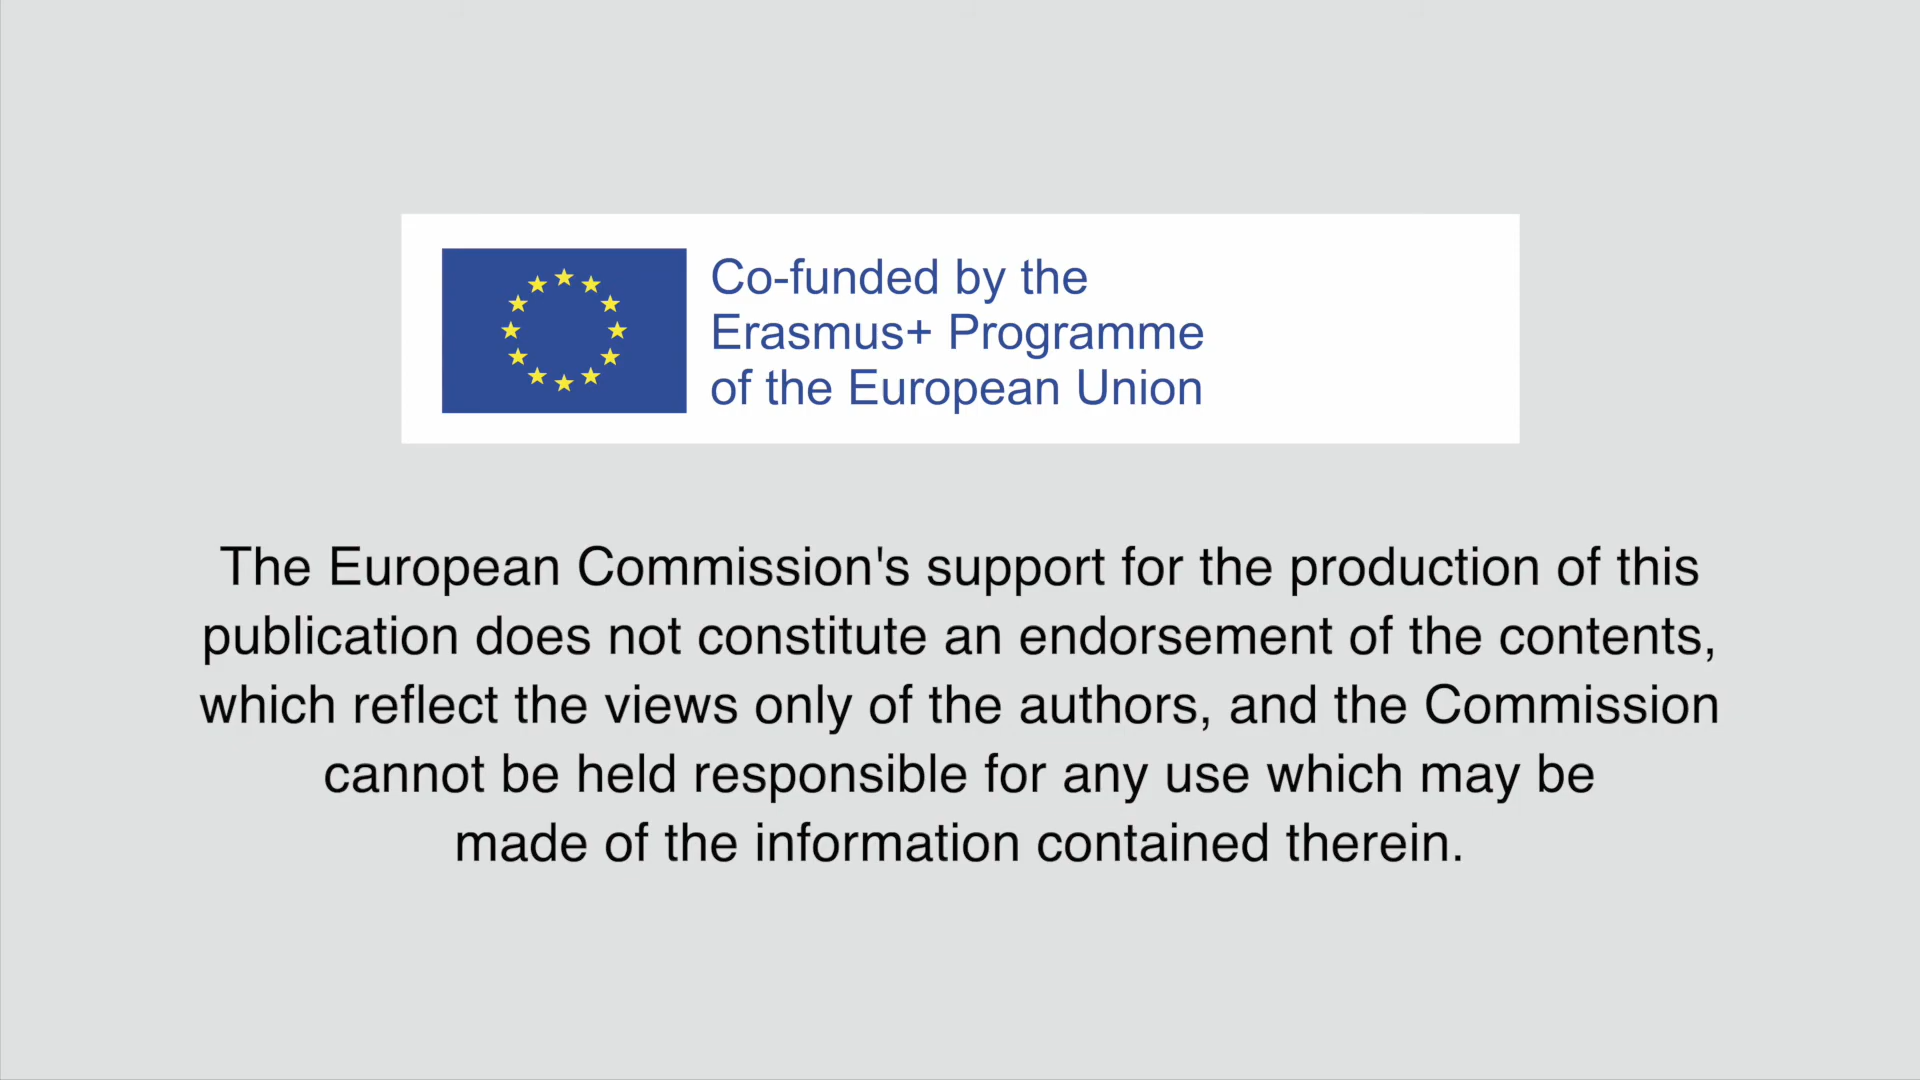 Co-funded by the
Erasmus+ Programme
of the European Union
The European Commission's support for the production of this
publication does not constitute an endorsement of the contents,
which reflect the views only of the authors, and the Commission
cannot be held responsible for any use which may be
made of the information contained therein.